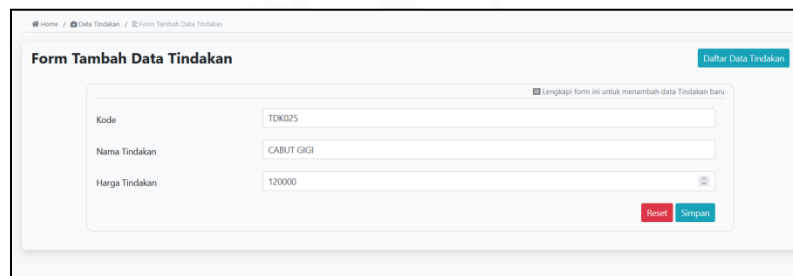 Home / Data Tindakan / Form Tambah Data Tindakan
Form Tambah Data Tindakan
Daftar Data Tindakan
Lengkapi form ini untuk menambah data Tindakan baru
Kode
TDK025
Nama Tindakan
CABUT GIGI
Harga Tindakan
120000
Reset Simpan